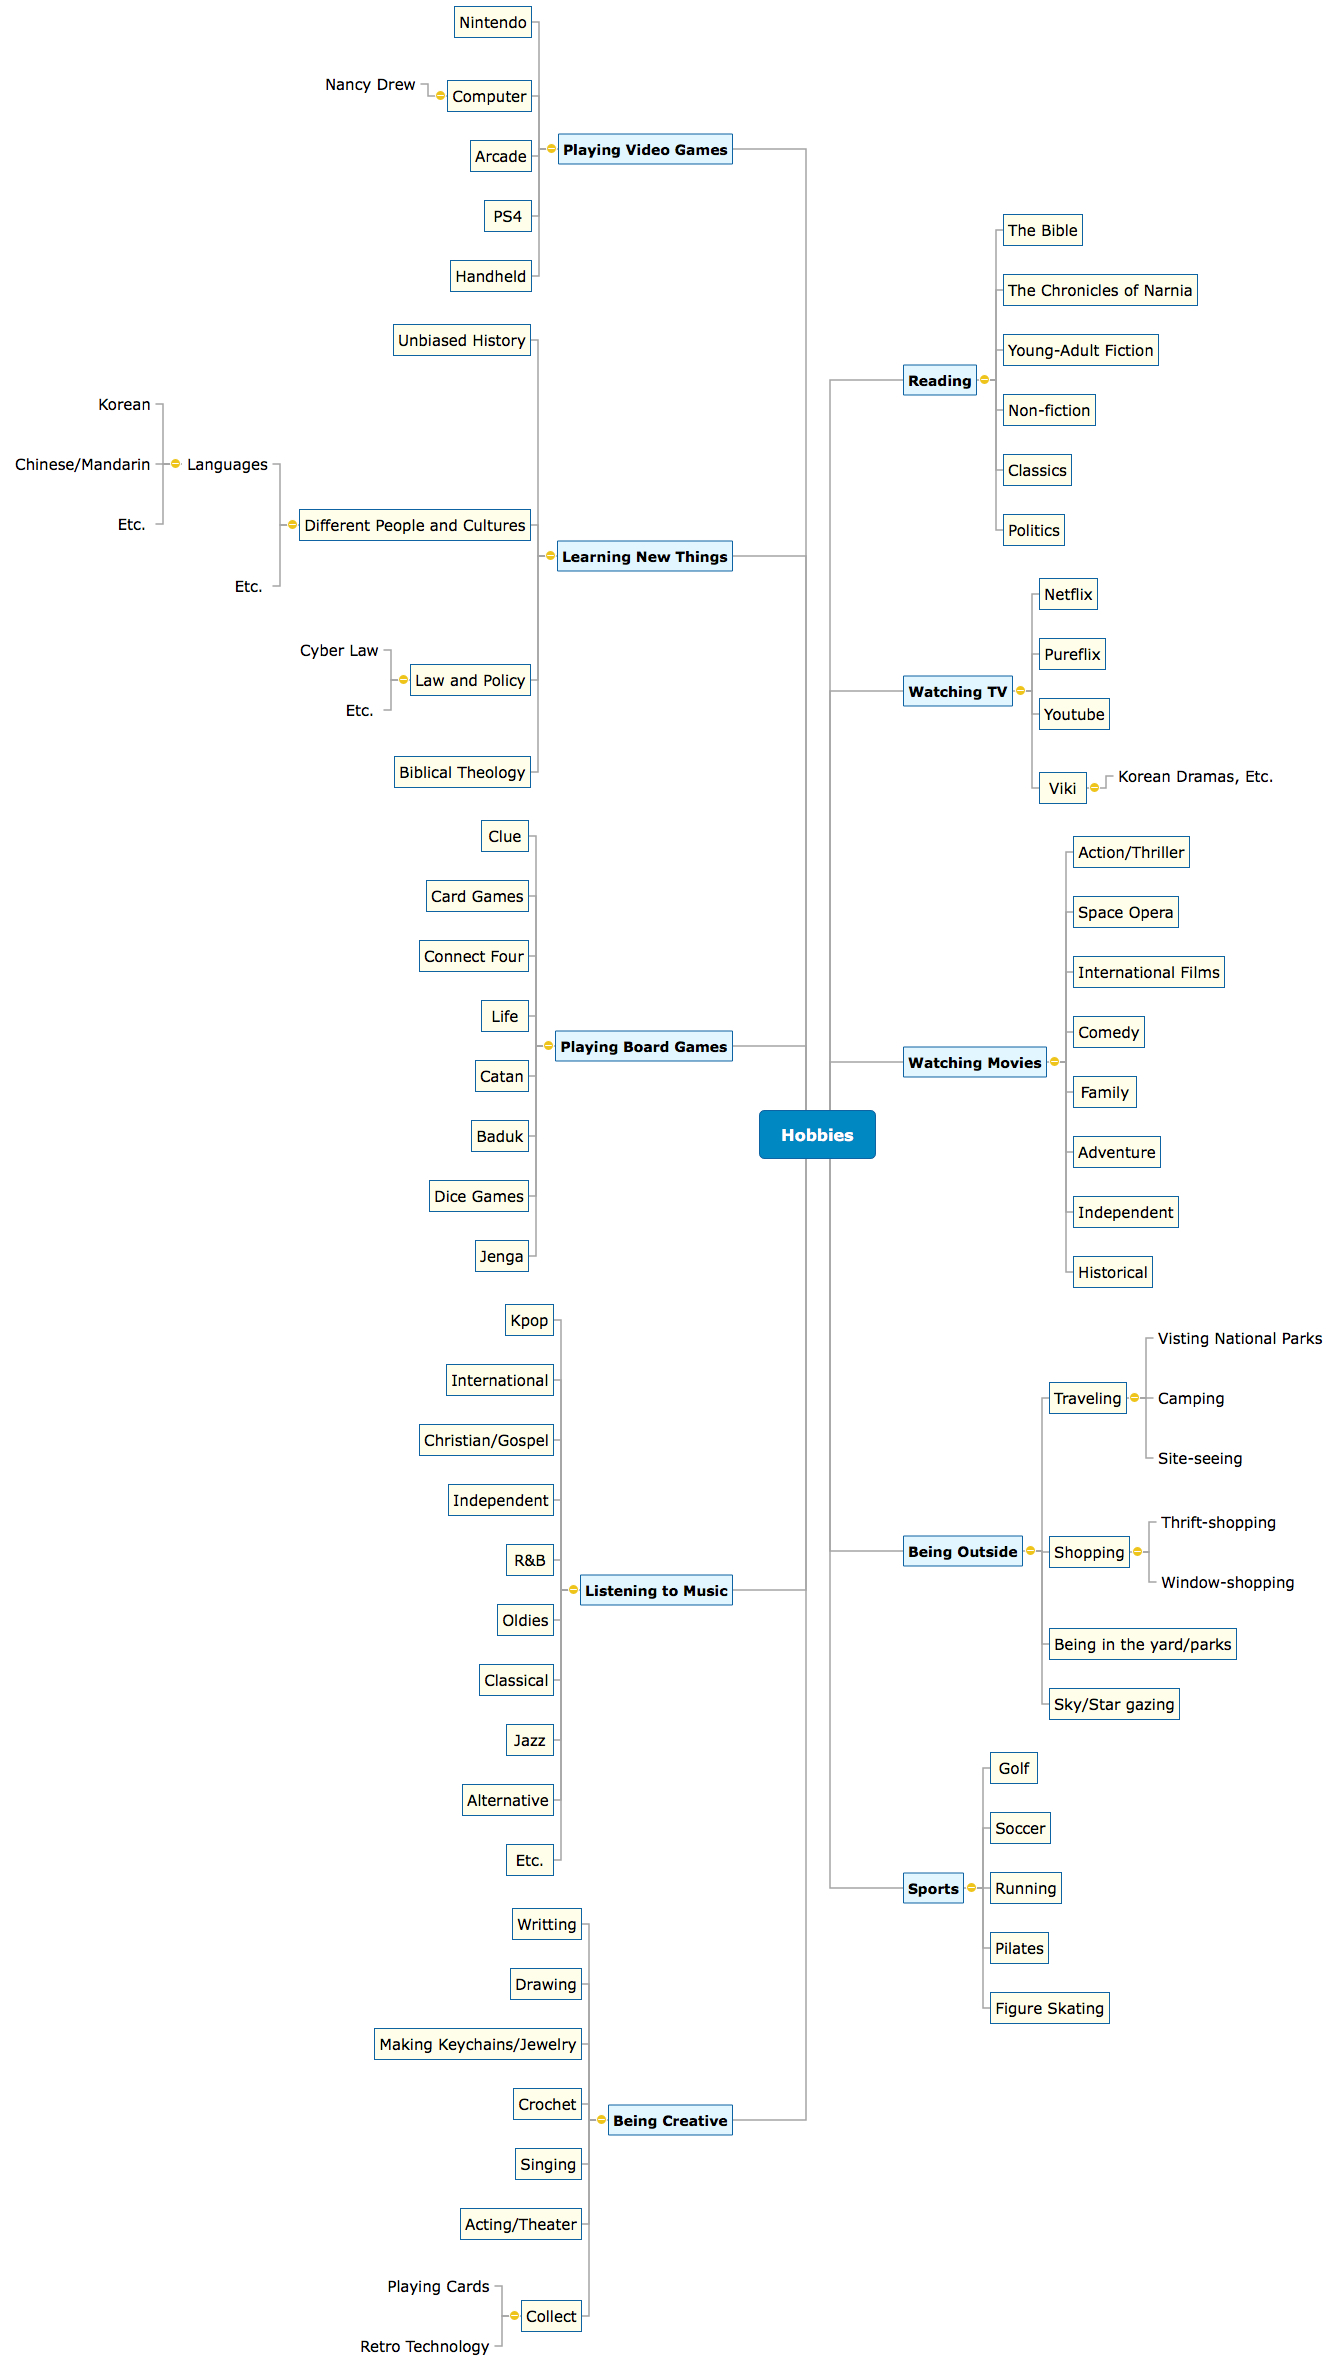 Hobbies
Playing Video Games
Nintendo
Computer
Nancy Drew
Arcade
PS4
Handheld
Learning New Things
Unbiased History
Different People and Cultures
Languages
Korean
Chinese/Mandarin
Etc.
Etc.
Law and Policy
Cyber Law
Etc.
Biblical Theology
Playing Board Games
Clue
Card Games
Connect Four
Life
Catan
Baduk
Dice Games
Jenga
Listening to Music
Kpop
International
Christian/Gospel
Independent
R&B
Oldies
Classical
Jazz
Alternative
Etc.
Being Creative
Writting
Drawing
Making Keychains/Jewelry
Crochet
Singing
Acting/Theater
Collect
Playing Cards
Retro Technology
Reading
The Bible
The Chronicles of Narnia
Young-Adult Fiction
Non-fiction
Classics
Politics
Watching TV
Netflix
Pureflix
Youtube
Viki
Korean Dramas, Etc.
Watching Movies
Action/Thriller
Space Opera
International Films
Comedy
Family
Adventure
Independent
Historical
Being Outside
Traveling
Visting National Parks
Camping
Site-seeing
Shopping
Thrift-shopping
Window-shopping
Being in the yard/parks
Sky/Star gazing
Sports
Golf
Soccer
Running
Pilates
Figure Skating